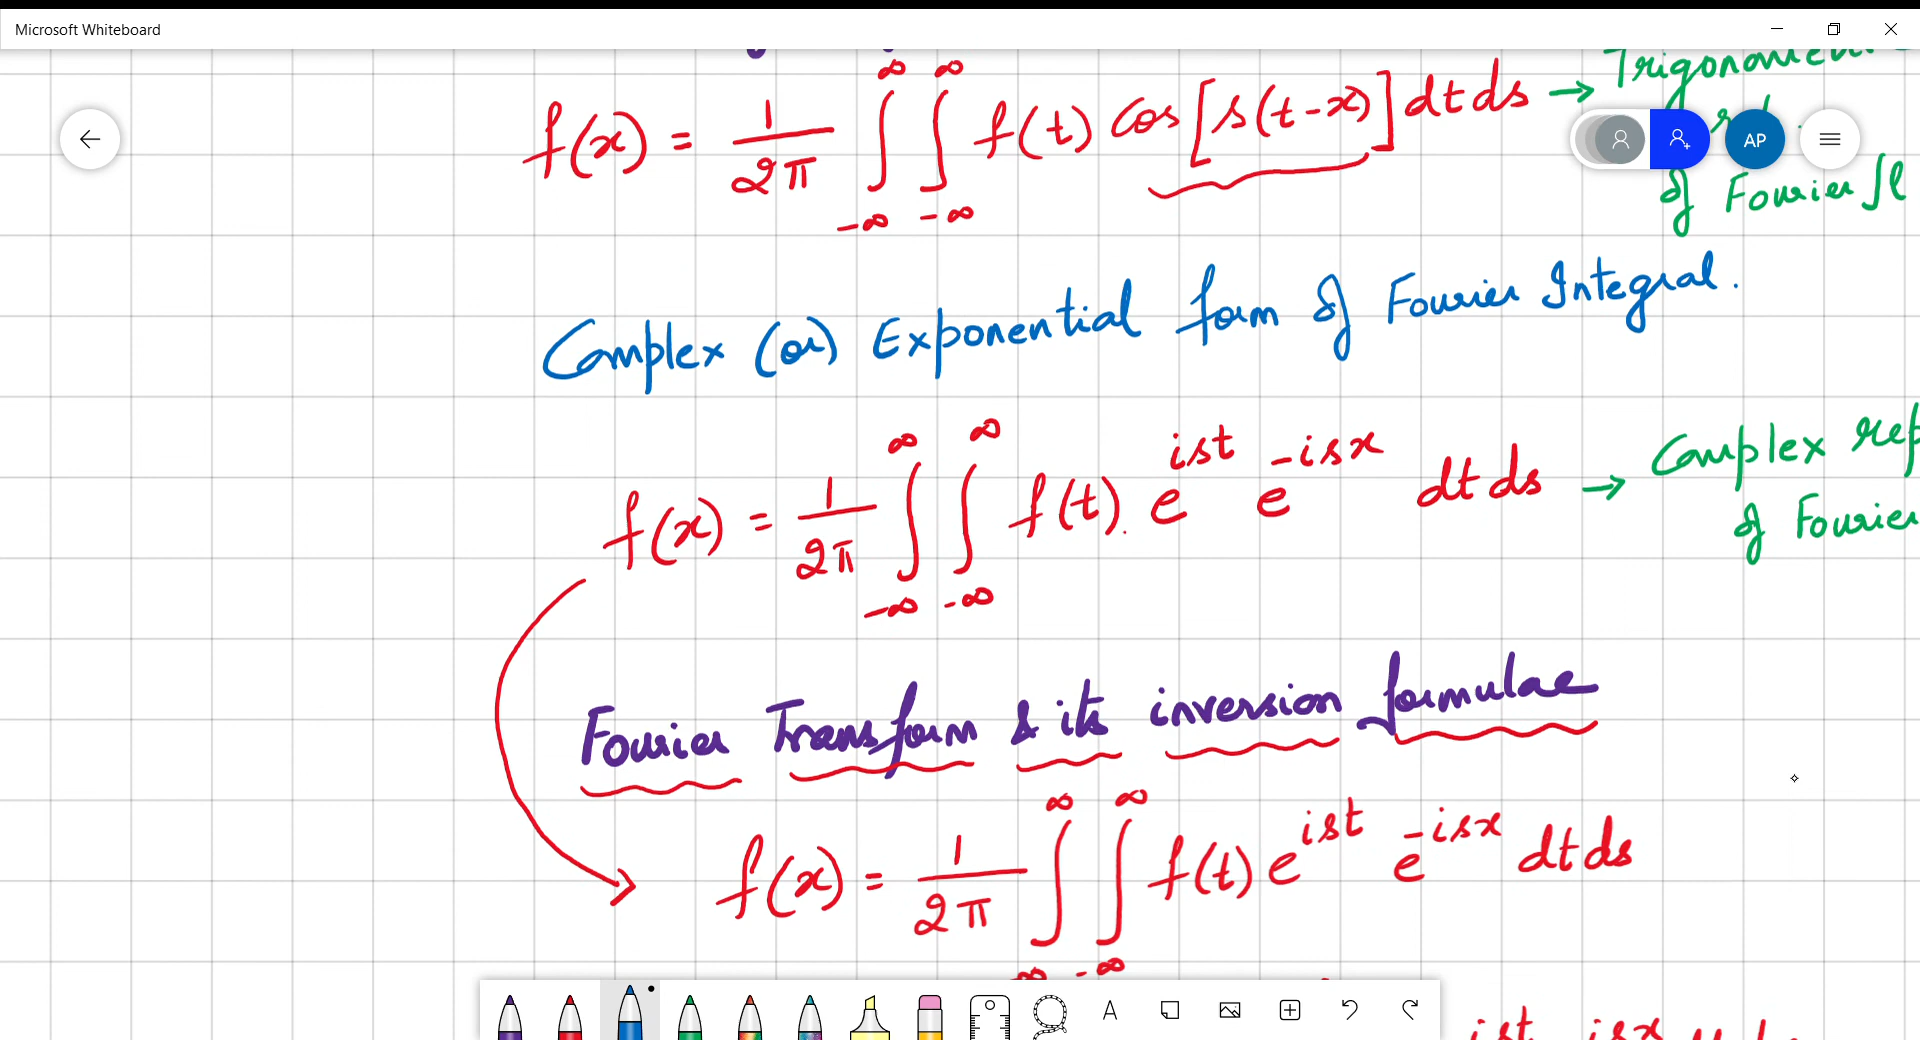 Microsoft Whiteboard
f(x) = 1/2π ∫_{-∞}^{∞} ∫_{-∞}^{∞} f(t) cos[s(t-x)] dt ds → 
AP
of Fourier ∫l
Complex (or) Exponential form of Fourier Integral.
f(x) = 1/2π ∫_{-∞}^{∞} ∫_{-∞}^{∞} f(t). e^{ist} e^{-isx} dt ds → Complex rep
of Fourier
Fourier Transform & its inversion formulae
f(x) = 1/2π ∫_{-∞}^{∞} ∫_{-∞}^{∞} f(t) e^{ist} e^{-isx} dt ds
A